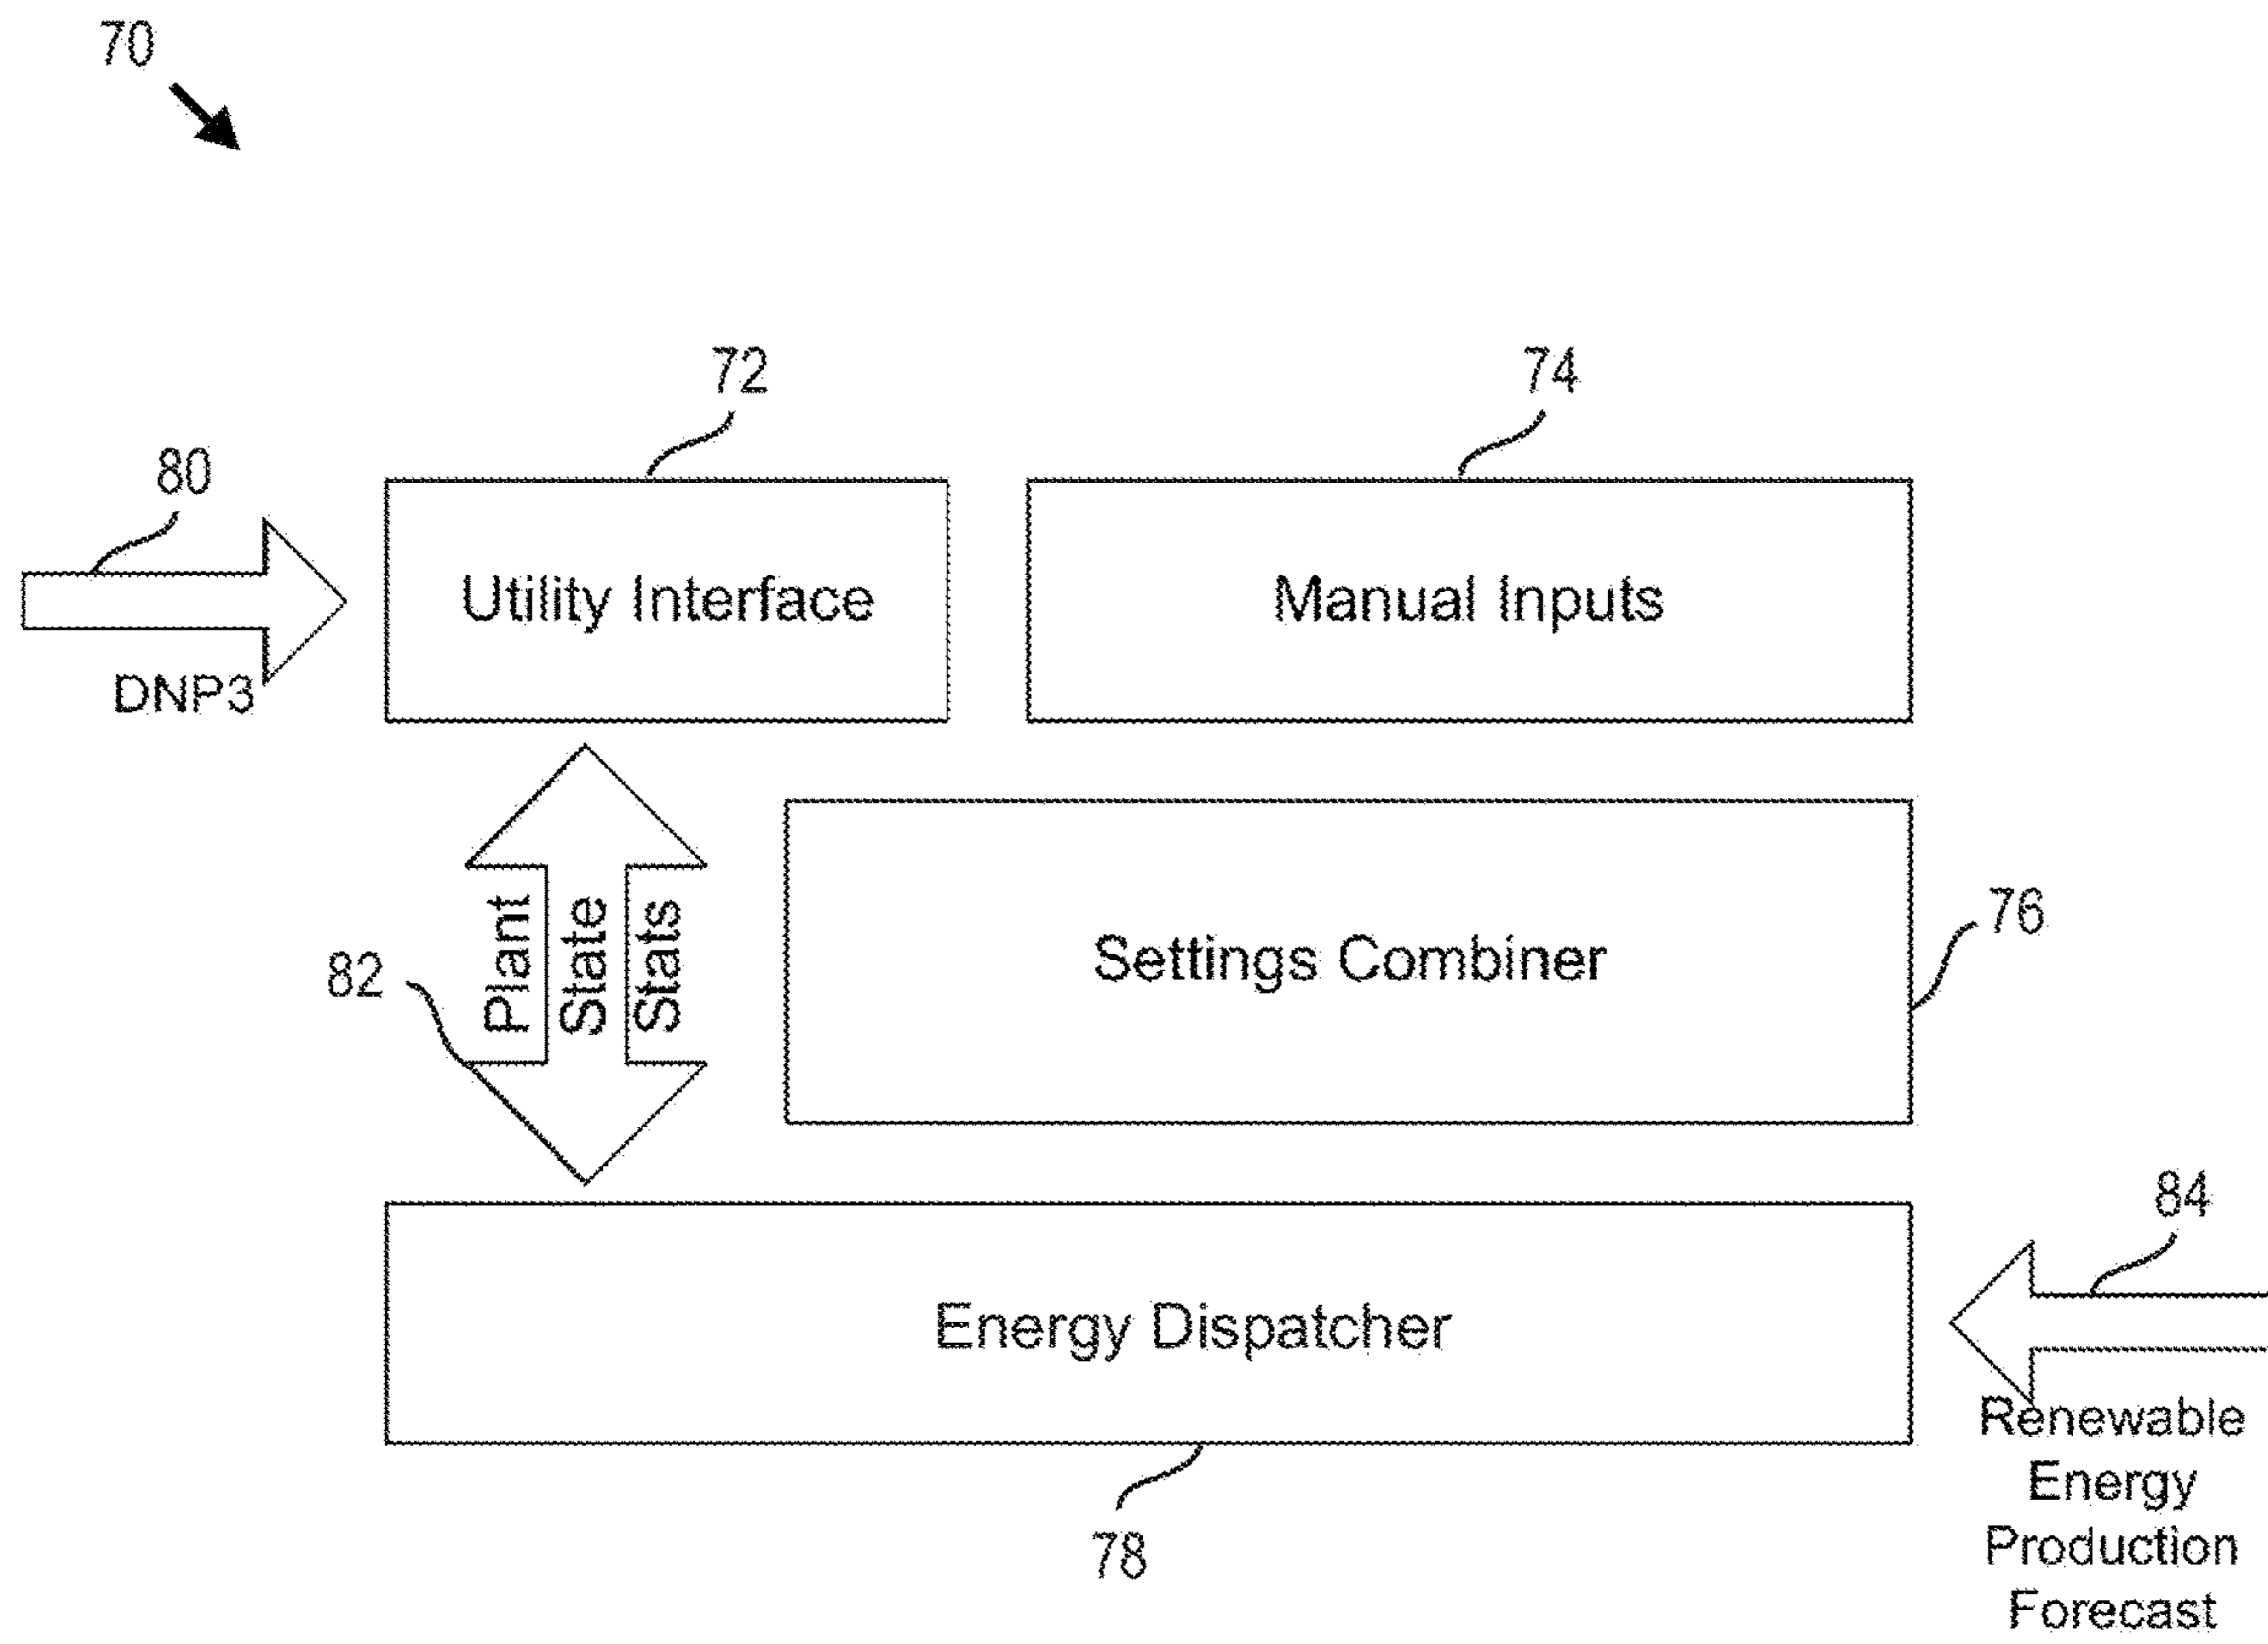 70
72
74
80
Utility Interface
Manual Inputs
DNP3
Plant
State
Stats
Settings Combiner
76
82
84
Energy Dispatcher
Renewable
Energy
Production
Forecast
78